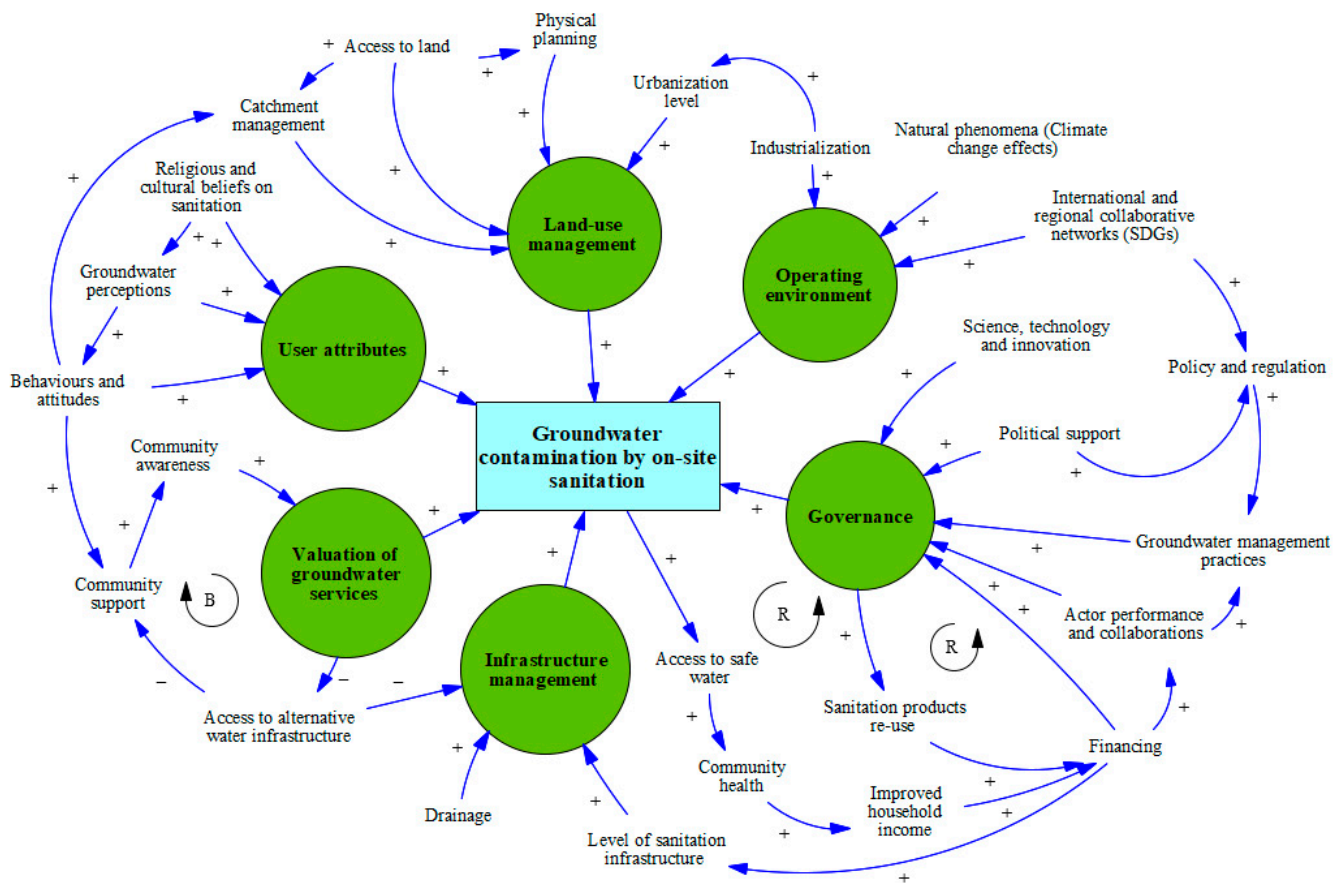 Physical
planning
+
Access to land
+
+
Urbanization
level
+
Catchment
management
+
Natural phenomena (Climate
change effects)
Industrialization
+
+
Religious and
cultural beliefs on
sanitation
+
+
+
International and
regional collaborative
networks (SDGs)
+
Land-use
management
+
+
+
+
+
Groundwater
perceptions
+
Operating
environment
+
+
Science, technology
and innovation
+
User attributes
+
Policy and regulation
Behaviours and
attitudes
+
+
+
+
+
Groundwater
contamination by on-site
sanitation
Political support
+
+
Community
awareness
+
+
+
+
Governance
+
+
Valuation of
groundwater
services
Groundwater management
practices
+
+
+
Community
support
B
R
+
+
Actor performance
and collaborations
+
+
R
Infrastructure
management
Access to safe
water
−
−
−
Sanitation products
re-use
+
Access to alternative
water infrastructure
+
+
Financing
Community
health
+
Improved
household
income
+
Drainage
+
+
+
Level of sanitation
infrastructure
+